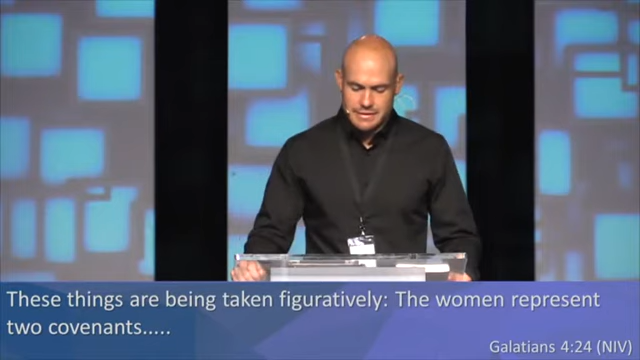 These things are being taken figuratively: The women represent
two covenants.....
Galatians 4:24 (NIV)